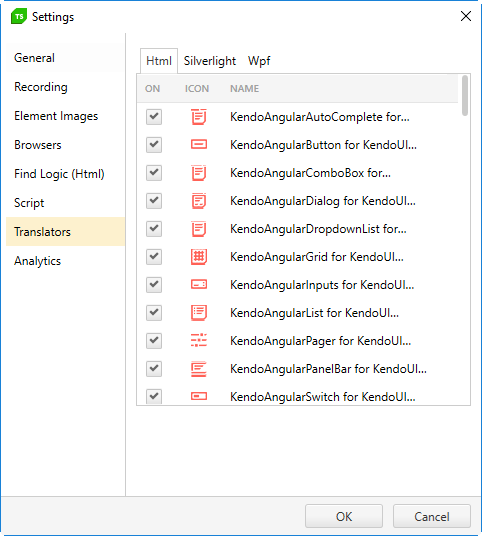 TS Settings
General
Recording
Element Images
Browsers
Find Logic (Html)
Script
Translators
Analytics
Html Silverlight Wpf
ON ICON NAME
KendoAngularAutoComplete for...
KendoAngularButton for KendoUI...
KendoAngularComboBox for...
KendoAngularDialog for KendoUI...
KendoAngularDropdownList for...
KendoAngularGrid for KendoUI...
KendoAngularInputs for KendoUI...
KendoAngularList for KendoUI...
KendoAngularPager for KendoUI...
KendoAngularPanelBar for KendoUI...
KendoAngularSwitch for KendoUI...
OK Cancel